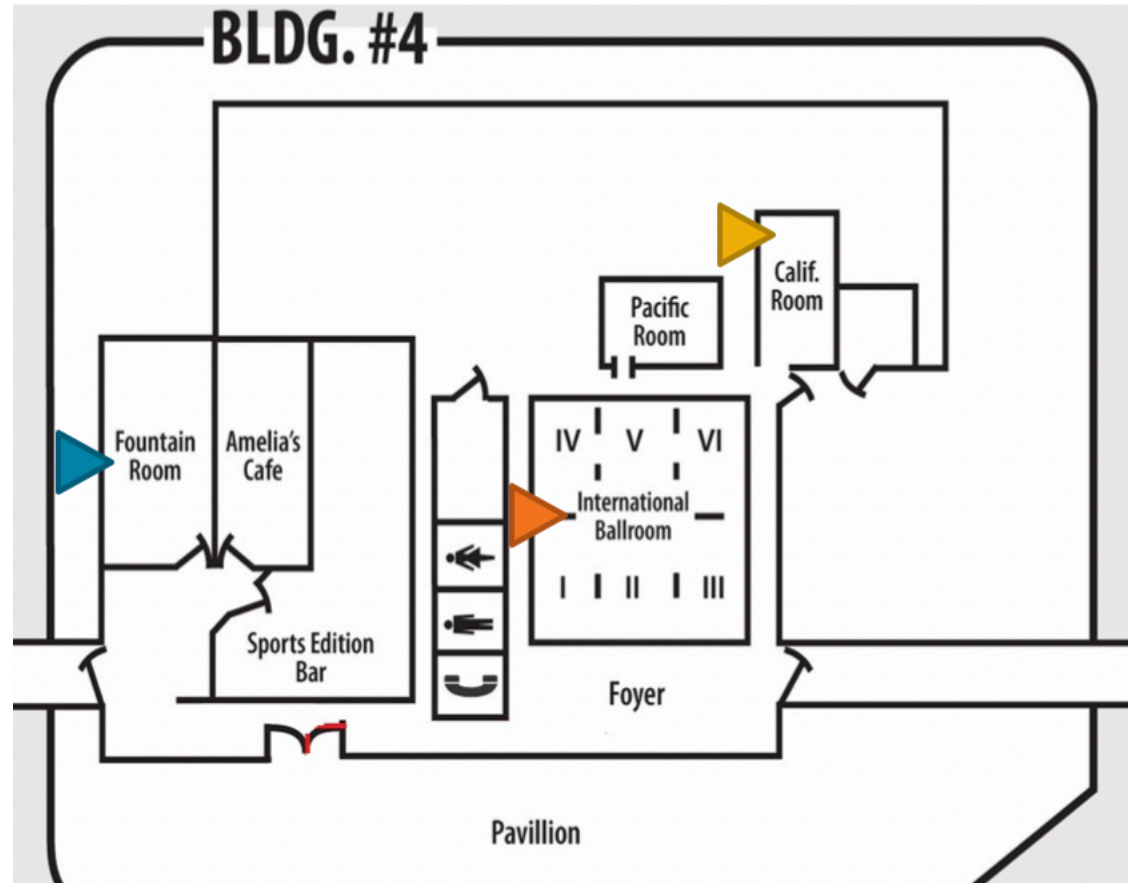 BLDG. #4
Calif.
Room
Pacific
Room
Fountain
Room
Amelia's
Cafe
IV V VI
International
Ballroom
I II III
Sports Edition
Bar
Foyer
Pavillion